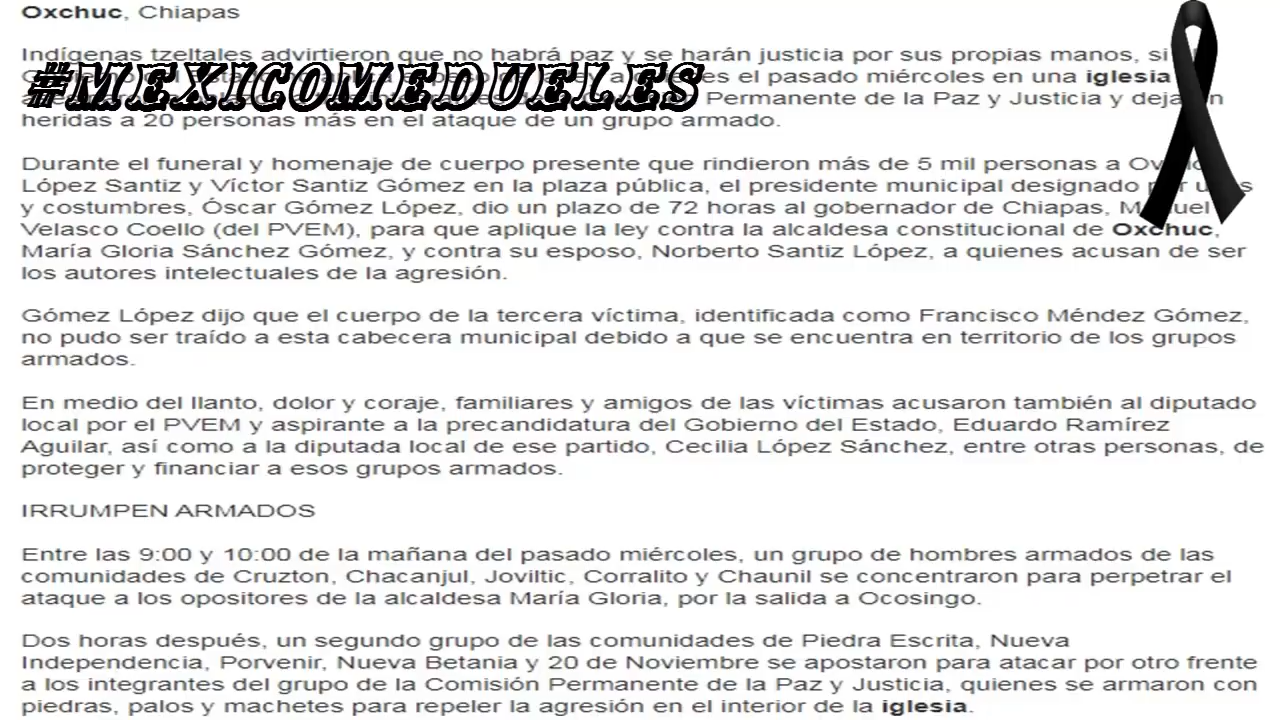 Oxchuc, Chiapas
Indígenas tzeltales advirtieron que no habrá paz y se harán justicia por sus propias manos, si
#MEXICOMEDUELES
es el pasado miércoles en una iglesia
Permanente de la Paz y Justicia y
heridas a 20 personas más en el ataque de un grupo armado.
Durante el funeral y homenaje de cuerpo presente que rindieron más de 5 mil personas a
López Santiz y Víctor Santiz Gómez en la plaza pública, el presidente municipal designado
y costumbres, Óscar Gómez López, dio un plazo de 72 horas al gobernador de Chiapas,
Velasco Coello (del PVEM), para que aplique la ley contra la alcaldesa constitucional de Oxchuc,
María Gloria Sánchez Gómez, y contra su esposo, Norberto Santiz López, a quienes acusan de ser
los autores intelectuales de la agresión.
Gómez López dijo que el cuerpo de la tercera víctima, identificada como Francisco Méndez Gómez,
no pudo ser traído a esta cabecera municipal debido a que se encuentra en territorio de los grupos
armados.
En medio del llanto, dolor y coraje, familiares y amigos de las víctimas acusaron también al diputado
local por el PVEM y aspirante a la precandidatura del Gobierno del Estado, Eduardo Ramírez
Aguilar, así como a la diputada local de ese partido, Cecilia López Sánchez, entre otras personas, de
proteger y financiar a esos grupos armados.
IRRUMPEN ARMADOS
Entre las 9:00 y 10:00 de la mañana del pasado miércoles, un grupo de hombres armados de las
comunidades de Cruzton, Chacanjul, Joviltic, Corralito y Chaunil se concentraron para perpetrar el
ataque a los opositores de la alcaldesa María Gloria, por la salida a Ocosingo.
Dos horas después, un segundo grupo de las comunidades de Piedra Escrita, Nueva
Independencia, Porvenir, Nueva Betania y 20 de Noviembre se apostaron para atacar por otro frente
a los integrantes del grupo de la Comisión Permanente de la Paz y Justicia, quienes se armaron con
piedras, palos y machetes para repeler la agresión en el interior de la iglesia.